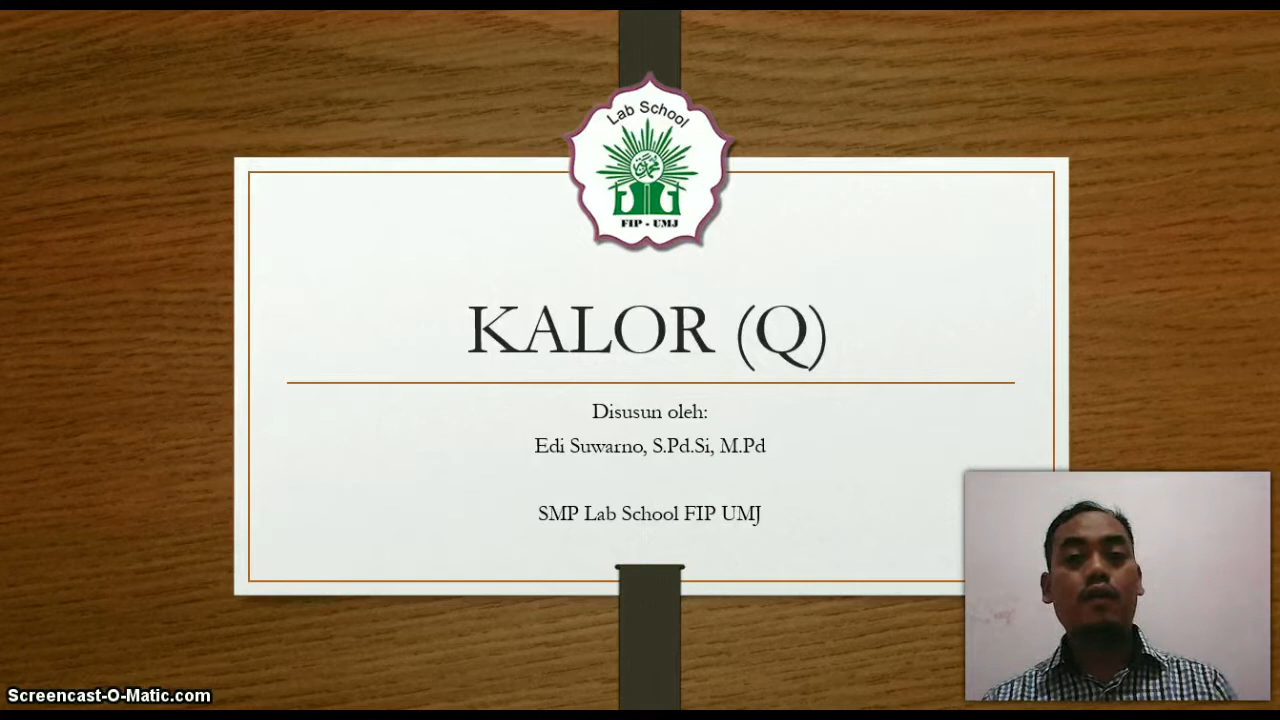 Lab School
FIP - UMJ
KALOR (Q)
Disusun oleh:
Edi Suwarno, S.Pd.Si, M.Pd
SMP Lab School FIP UMJ
Screencast-O-Matic.com